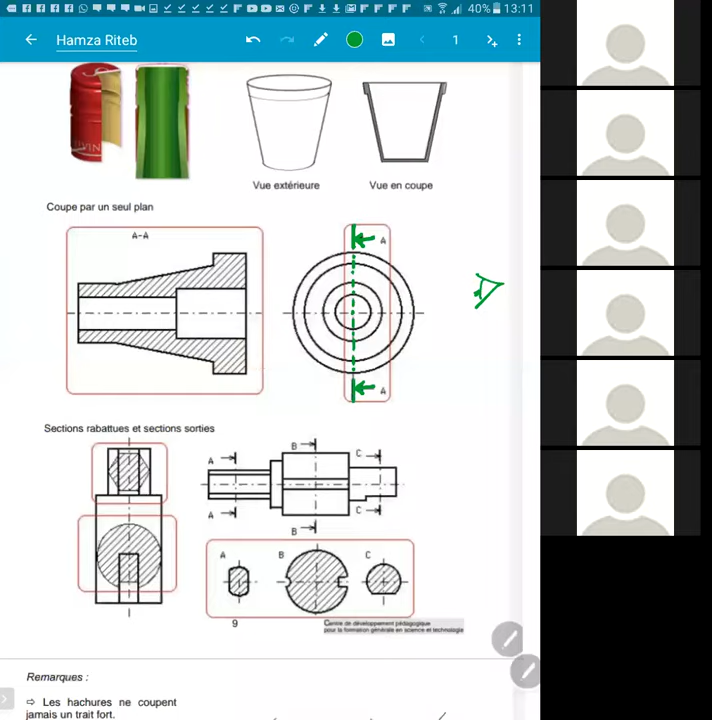 40% 13:11
Hamza Riteb
1
VIN
Vue extérieure
Vue en coupe
Coupe par un seul plan
A-A
A
A
Sections rabattues et sections sorties
A
B
C
A
B
C
A
B
C
9
Centre de développement pédagogique
pour la formation générale en science et technologie
Remarques :
⇨ Les hachures ne coupent
jamais un trait fort.